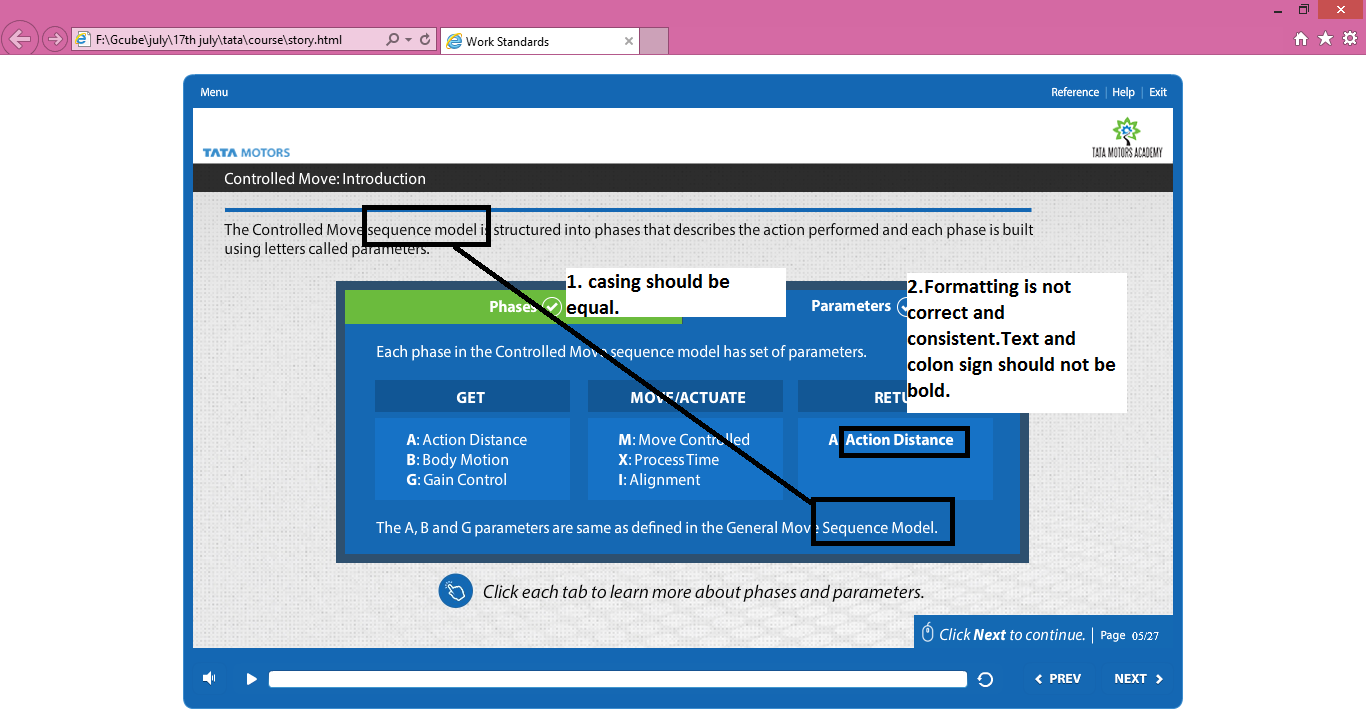 F:\Gcube\july\17th july\tata\course\story.html
Work Standards
Menu
Reference | Help | Exit
TATA MOTORS
TATA MOTORS ACADEMY
Controlled Move: Introduction
The Controlled Move sequence model is structured into phases that describes the action performed and each phase is built
using letters called parameters.
1. casing should be
equal.
2.Formatting is not
correct and
consistent.Text and
colon sign should not be
bold.
Phases
Parameters
Each phase in the Controlled Move sequence model has set of parameters.
GET
MOVE/ACTUATE
RETU
A: Action Distance
B: Body Motion
G: Gain Control
M: Move Controlled
X: Process Time
I: Alignment
A Action Distance
The A, B and G parameters are same as defined in the General Move Sequence Model.
Click each tab to learn more about phases and parameters.
Click Next to continue. | Page 05/27
PREV
NEXT